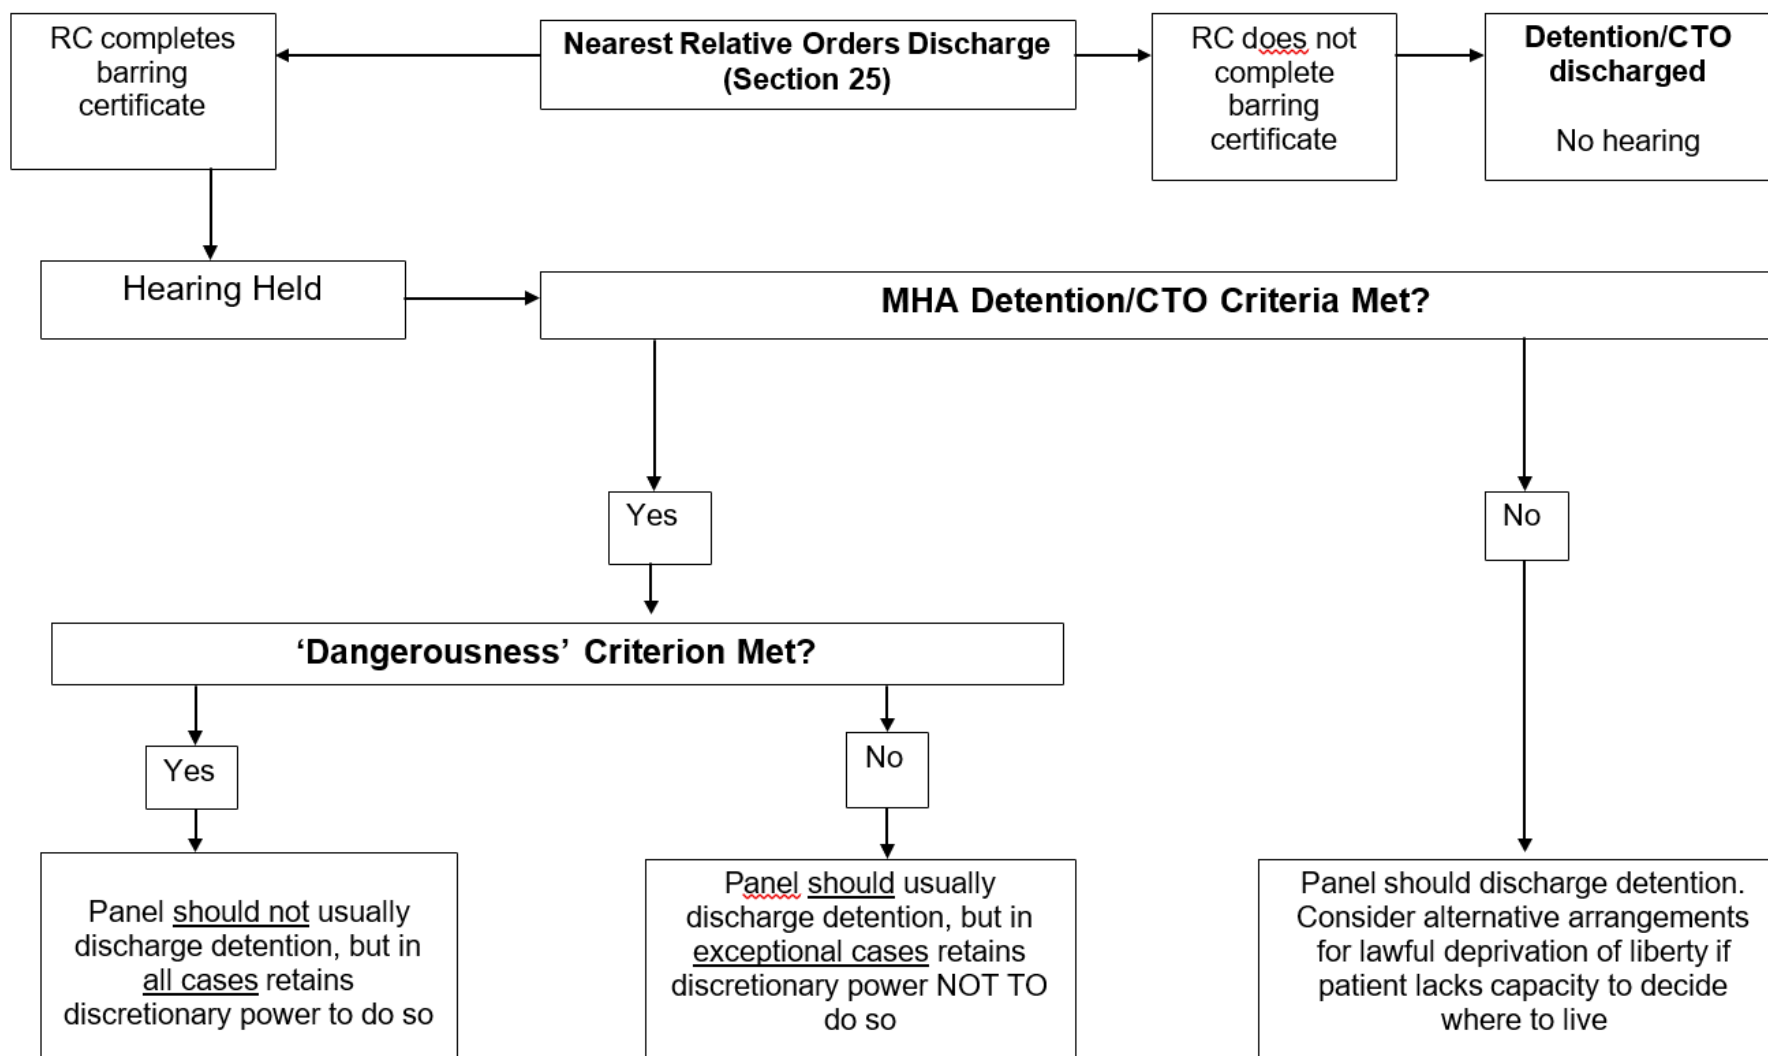 RC completes
barring
certificate
Nearest Relative Orders Discharge
(Section 25)
RC does not
complete
barring
certificate
Detention/CTO
discharged
No hearing
Hearing Held
MHA Detention/CTO Criteria Met?
Yes
No
‘Dangerousness’ Criterion Met?
Yes
No
Panel should not usually
discharge detention, but in
all cases retains
discretionary power to do so
Panel should usually
discharge detention, but in
exceptional cases retains
discretionary power NOT TO
do so
Panel should discharge detention.
Consider alternative arrangements
for lawful deprivation of liberty if
patient lacks capacity to decide
where to live